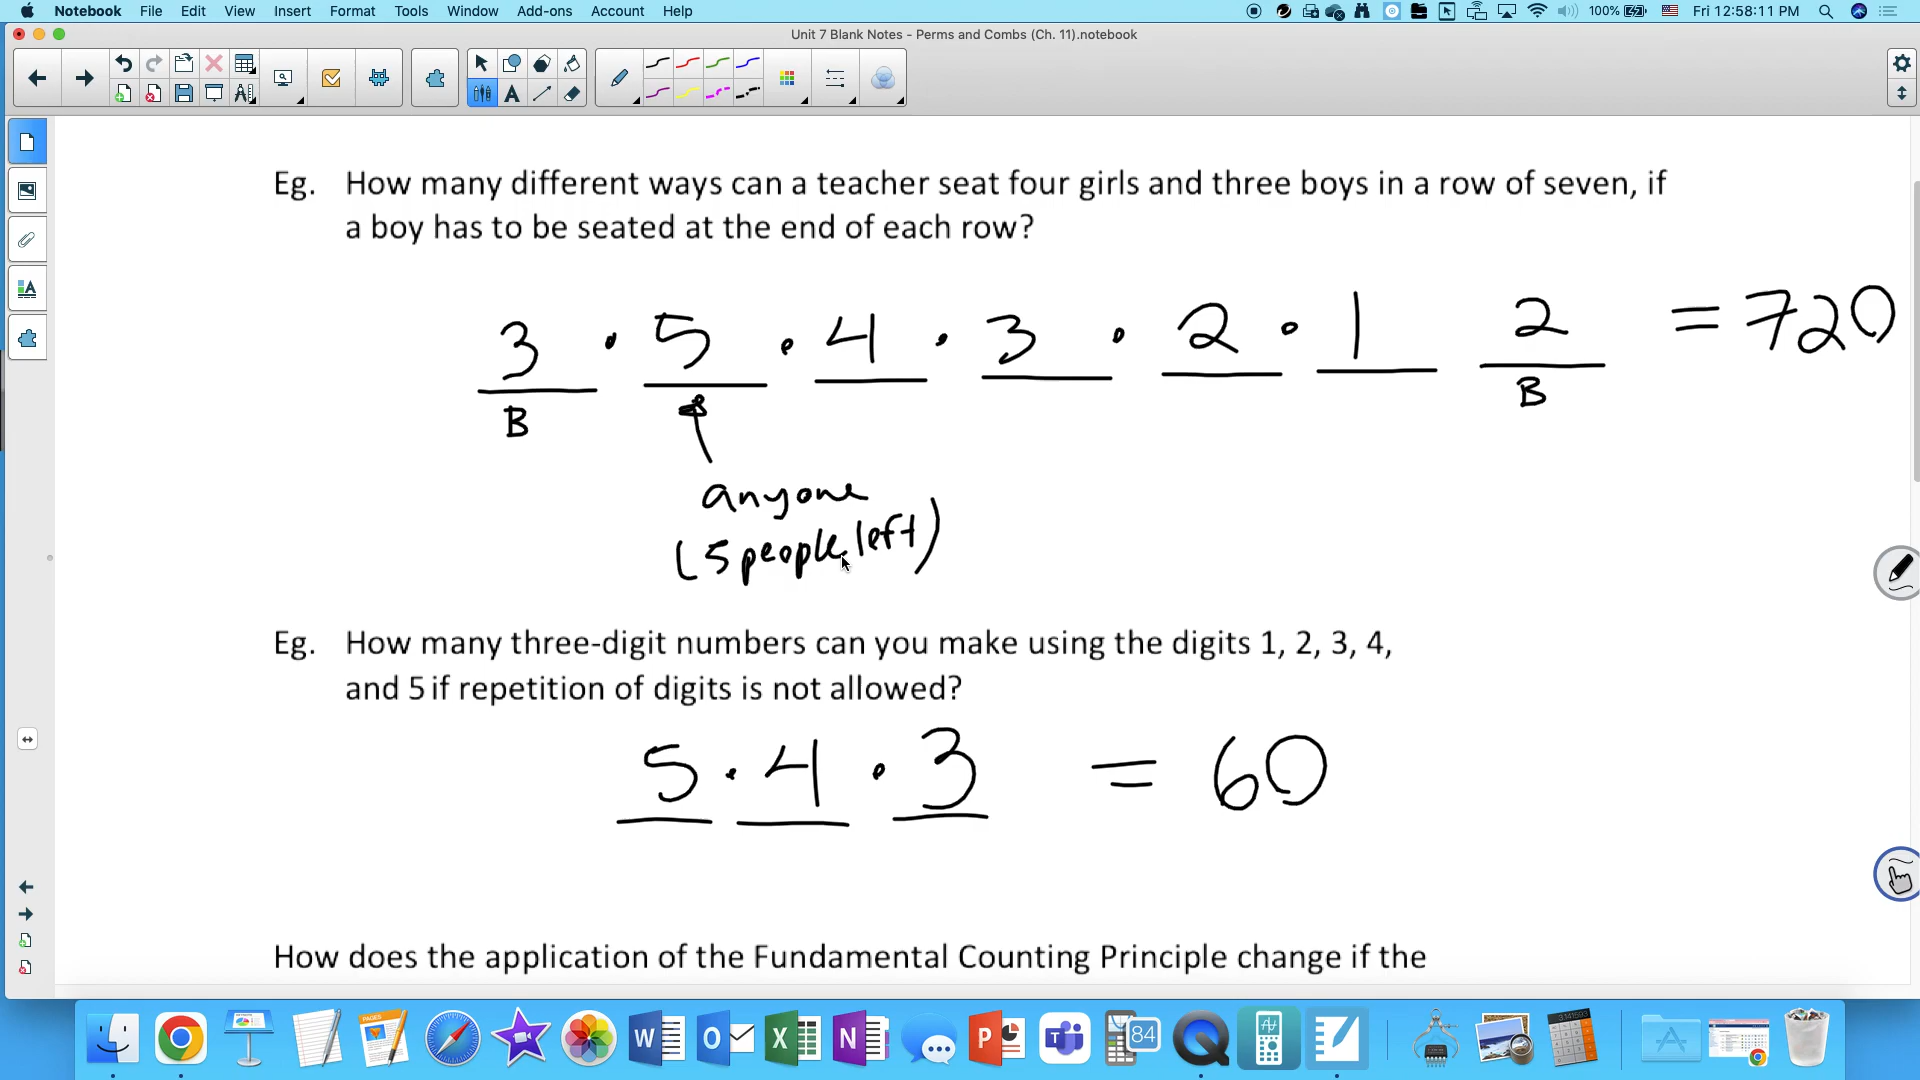 Notebook File Edit View Insert Format Tools Window Add-ons Account Help 100% Fri 12:58:11 PM
Unit 7 Blank Notes - Perms and Combs (Ch. 11).notebook
Eg. How many different ways can a teacher seat four girls and three boys in a row of seven, if
a boy has to be seated at the end of each row?
3 · 5 · 4 · 3 · 2 · 1 2 = 720
B B
anyone
(5 people left)
Eg. How many three-digit numbers can you make using the digits 1, 2, 3, 4,
and 5 if repetition of digits is not allowed?
5 · 4 · 3 = 60
How does the application of the Fundamental Counting Principle change if the